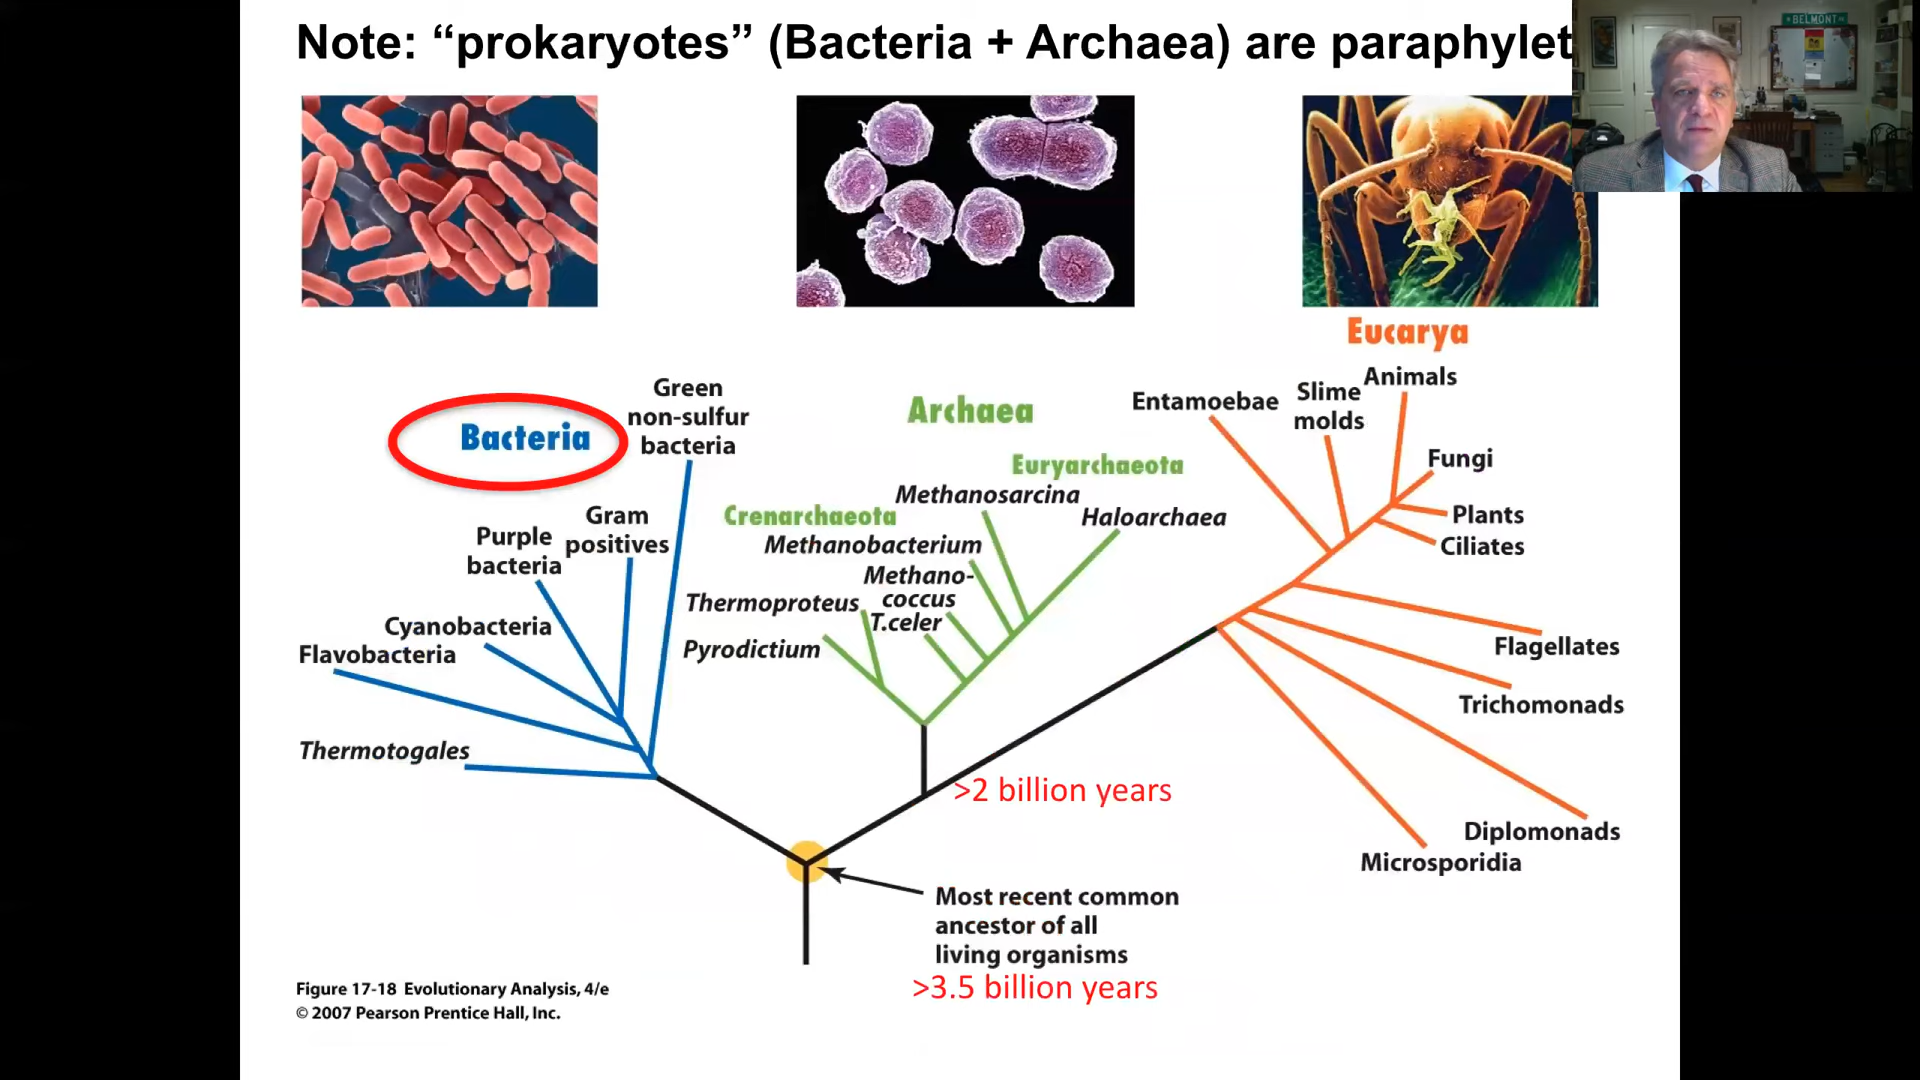 Note: “prokaryotes” (Bacteria + Archaea) are paraphylet
BELMONT
Eucarya
Animals
Green
non-sulfur
bacteria
Entamoebae
Slime
molds
Archaea
Bacteria
Fungi
Euryarchaeota
Methanosarcina
Crenarchaeota
Haloarchaea
Plants
Gram
positives
Purple
bacteria
Methanobacterium
Ciliates
Methano-
coccus
Thermoproteus
T.celer
Cyanobacteria
Flavobacteria
Pyrodictium
Flagellates
Trichomonads
Thermotogales
>2 billion years
Diplomonads
Microsporidia
Most recent common
ancestor of all
living organisms
>3.5 billion years
Figure 17-18 Evolutionary Analysis, 4/e
© 2007 Pearson Prentice Hall, Inc.